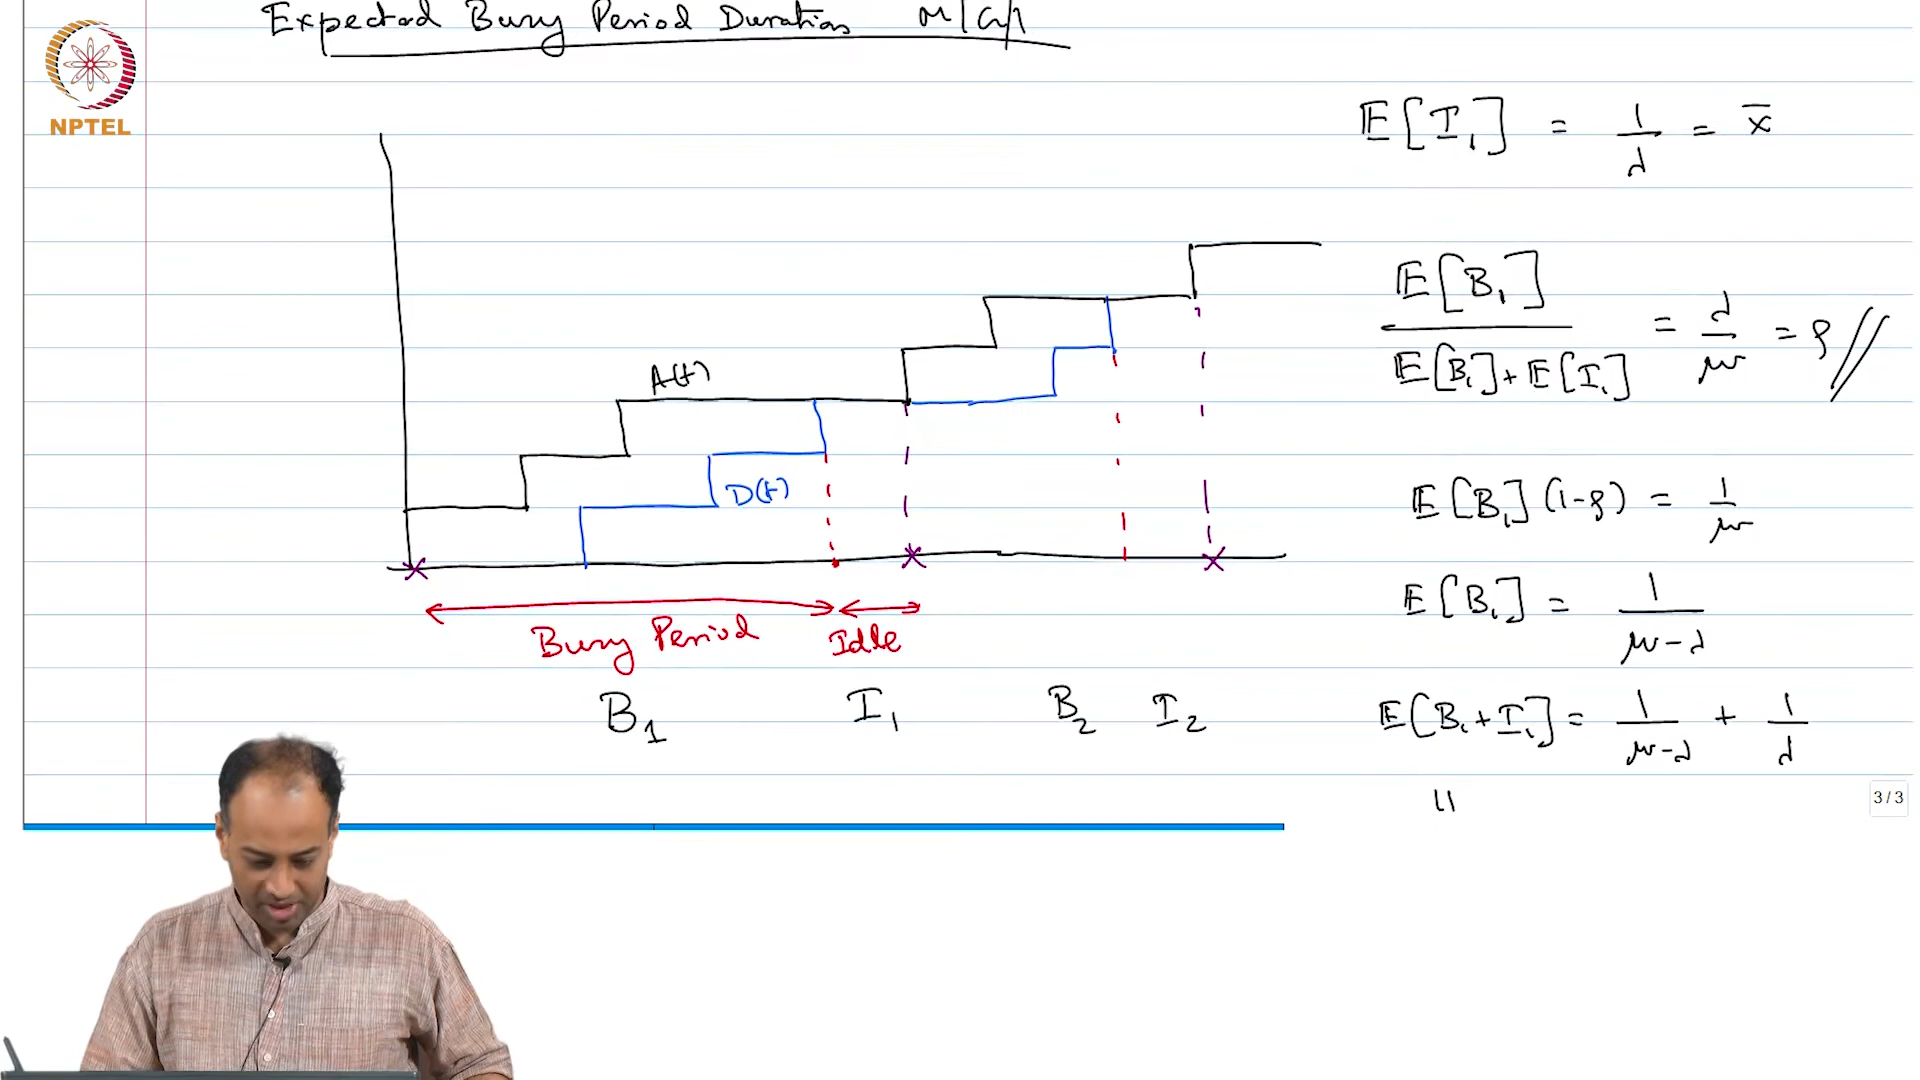 Expected Busy Period Duration M/G/1
NPTEL
E[I₁] = 1/λ = x̄
E[B₁] / (E[B₁] + E[I₁]) = λ/μ = ρ //
A(t)
D(t)
E[B₁](1-ρ) = 1/μ
E[B₁] = 1/(μ-λ)
Busy Period
Idle
B₁ I₁ B₂ I₂
E[B₁+I₁] = 1/(μ-λ) + 1/λ
3 / 3